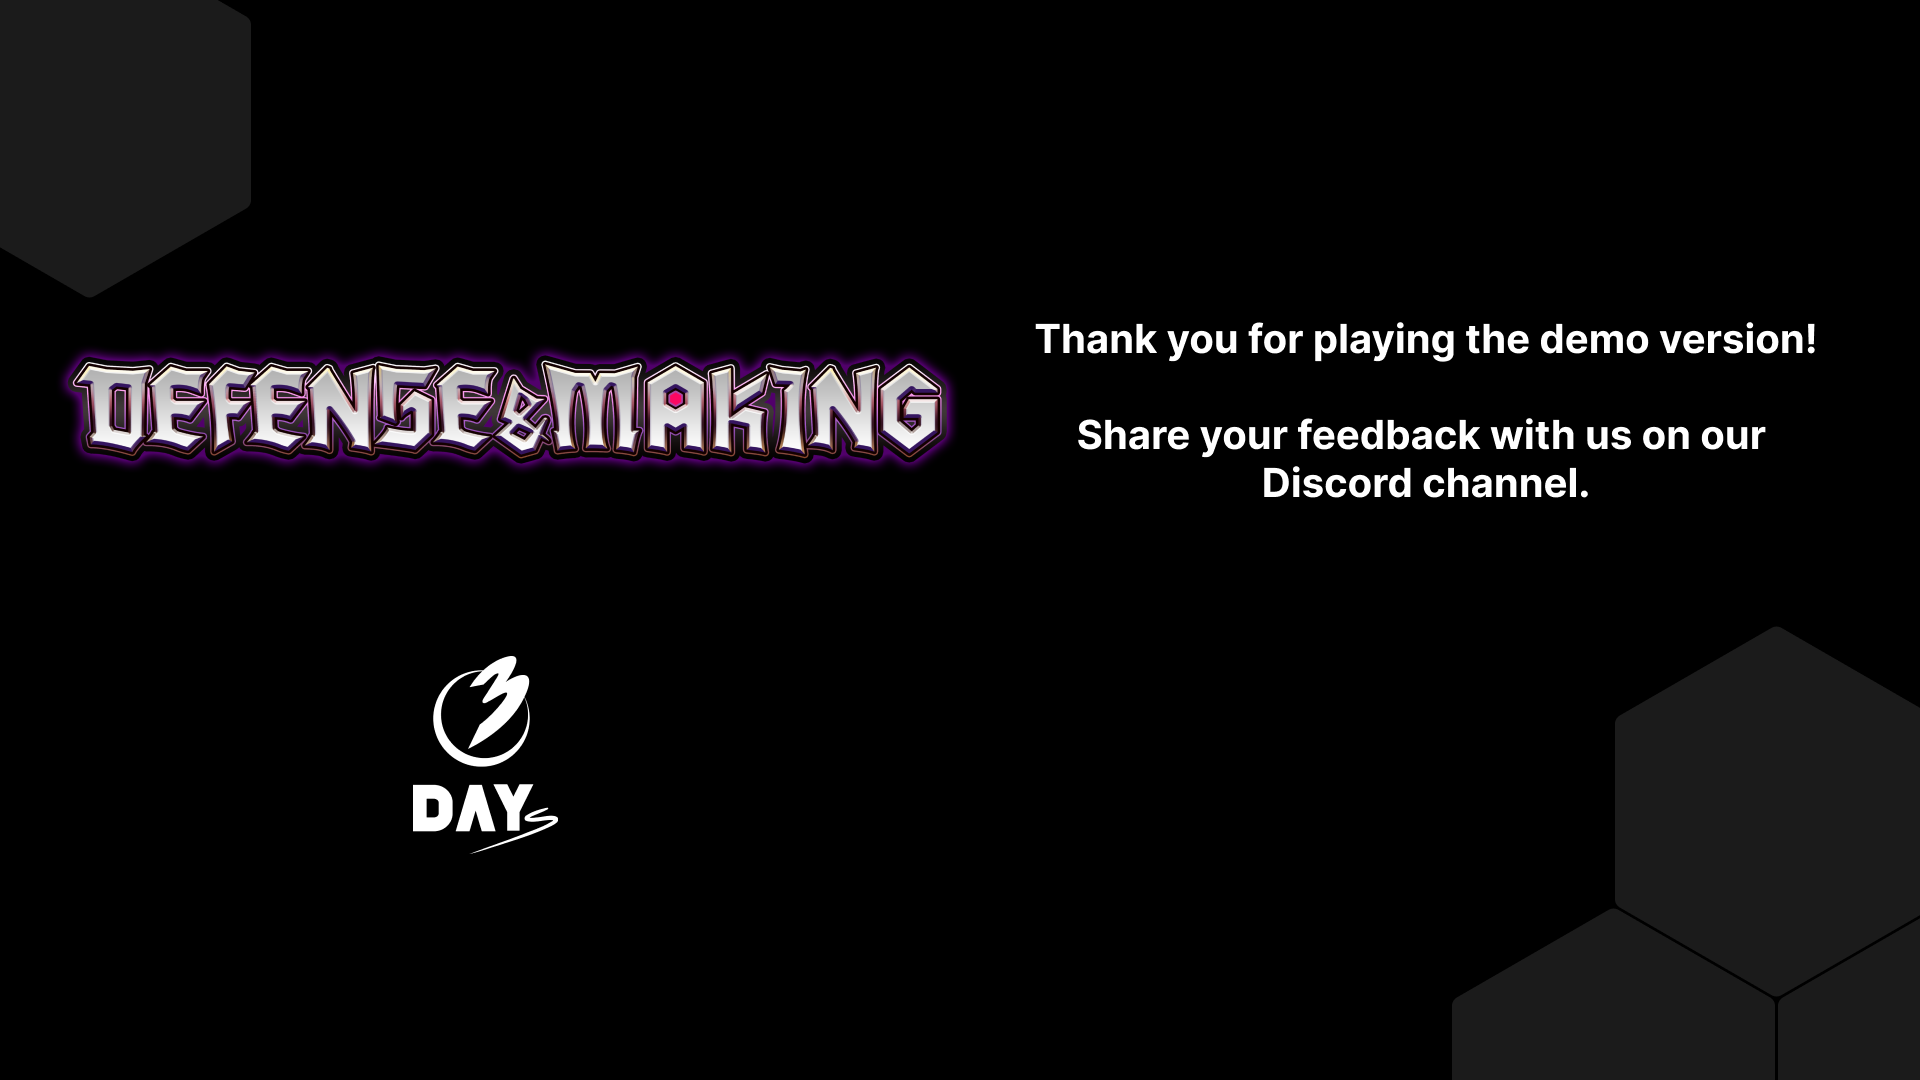 DEFENSE&MAKING
Thank you for playing the demo version!
Share your feedback with us on our
Discord channel.
3
DAYS